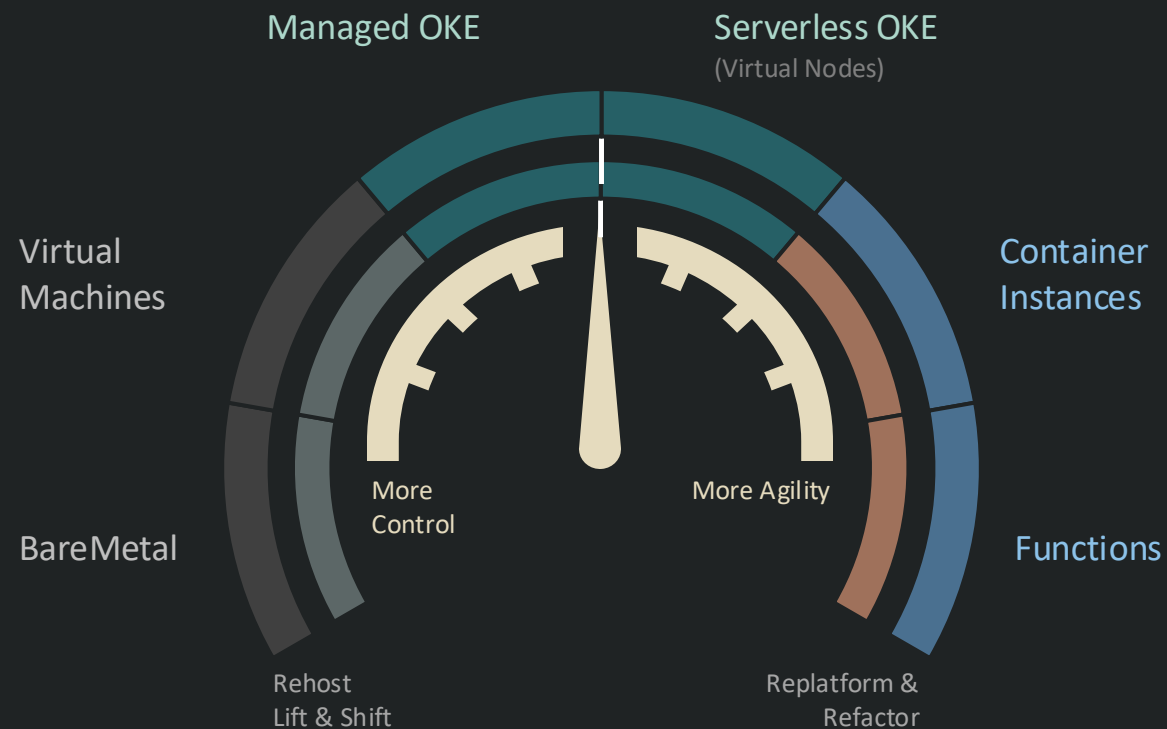 Managed OKE
Serverless OKE
(Virtual Nodes)
Virtual
Machines
Container
Instances
More
Control
More Agility
BareMetal
Functions
Rehost
Lift & Shift
Replatform &
Refactor